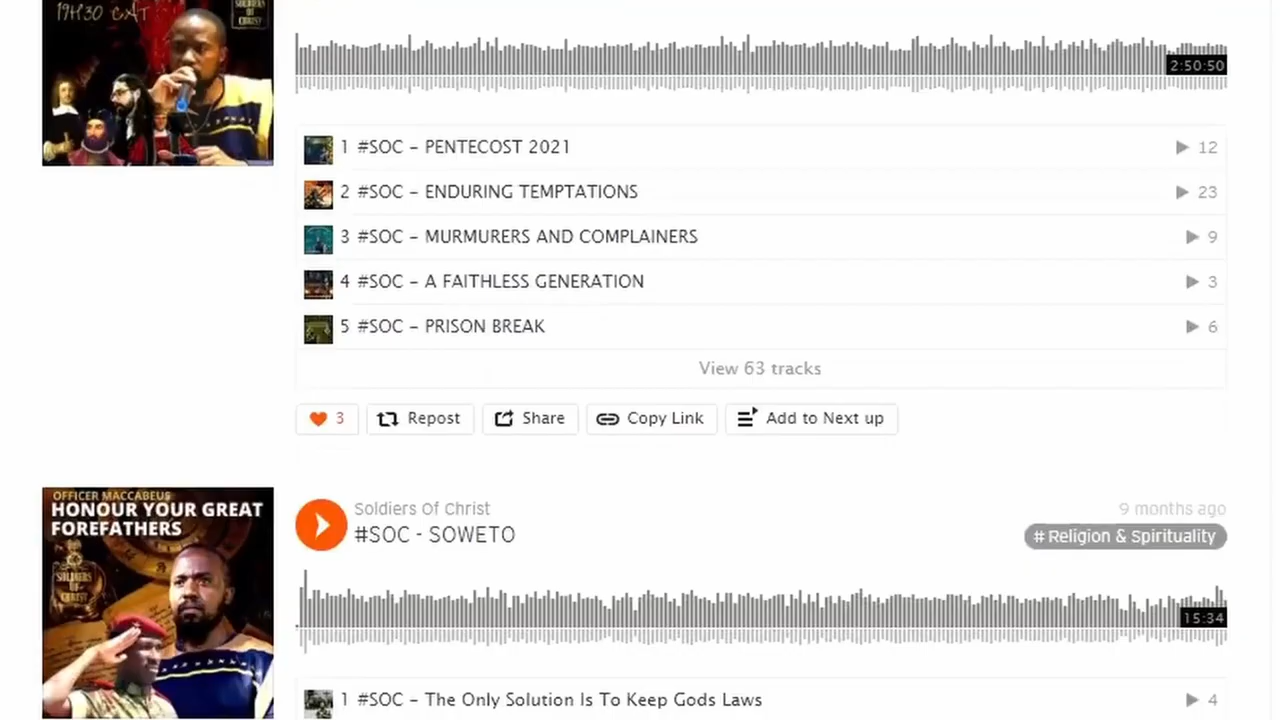 19H30 CAT
SOLDIERS
OF
CHRIST
2:50:50
1 #SOC – PENTECOST 2021
12
2 #SOC – ENDURING TEMPTATIONS
23
3 #SOC – MURMURERS AND COMPLAINERS
9
4 #SOC – A FAITHLESS GENERATION
3
5 #SOC – PRISON BREAK
6
View 63 tracks
3 Repost Share Copy Link Add to Next up
OFFICER MACCABEUS
HONOUR YOUR GREAT
FOREFATHERS
SOLDIERS
OF
CHRIST
Soldiers Of Christ
9 months ago
#SOC - SOWETO
# Religion & Spirituality
15:34
1 #SOC – The Only Solution Is To Keep Gods Laws
4